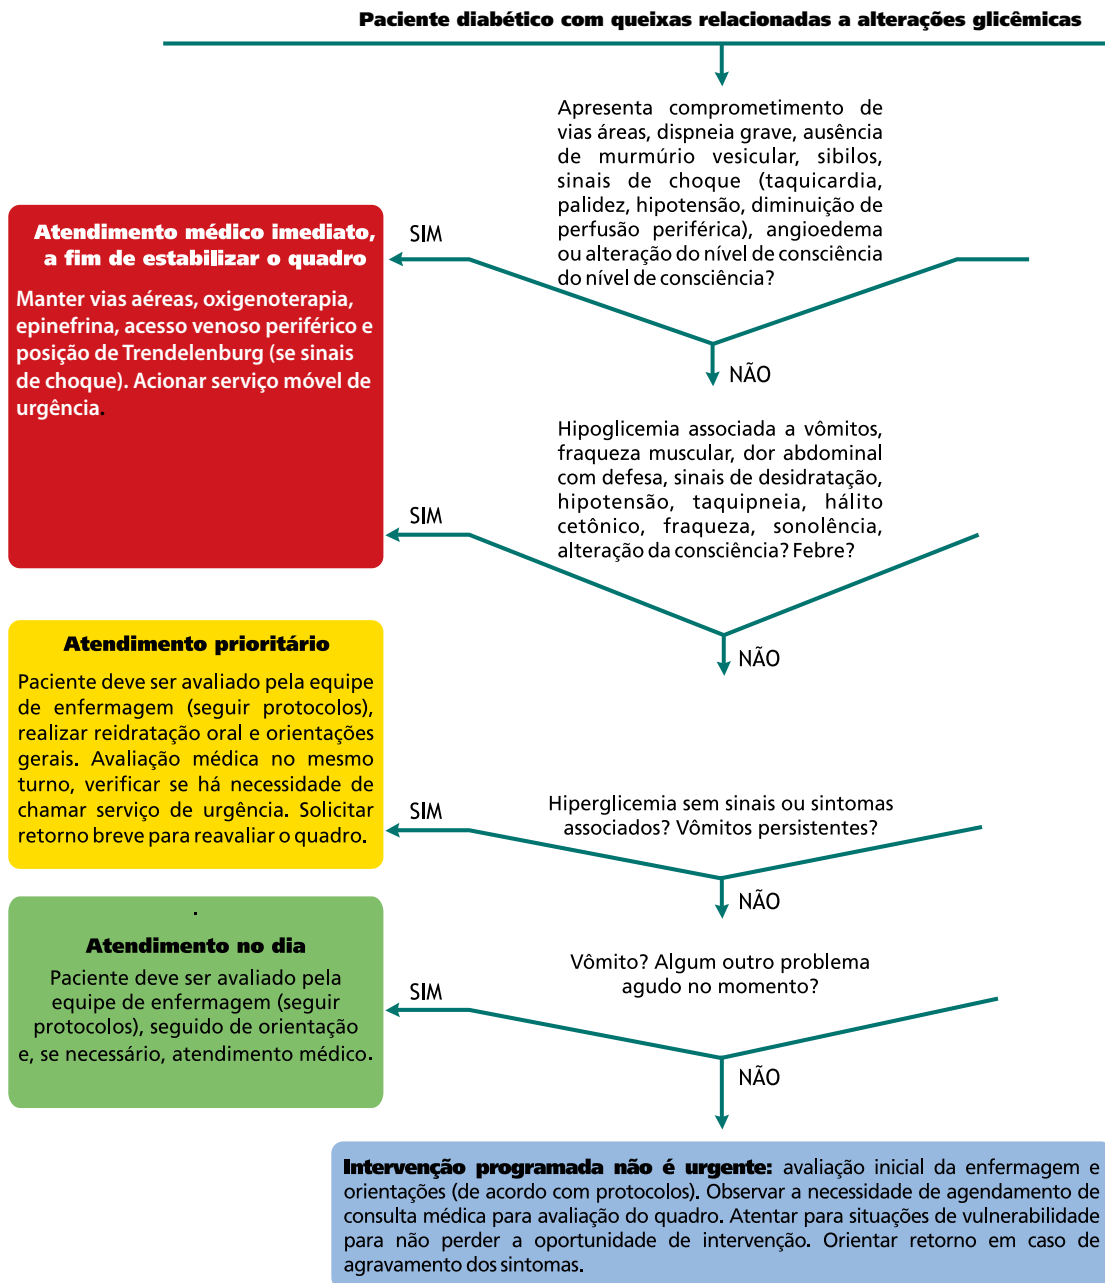 Paciente diabético com queixas relacionadas a alterações glicêmicas
Apresenta comprometimento de
vias áreas, dispneia grave, ausência
de murmúrio vesicular, sibilos,
sinais de choque (taquicardia,
palidez, hipotensão, diminuição de
perfusão periférica), angioedema
ou alteração do nível de consciência
do nível de consciência?
SIM
Atendimento médico imediato,
a fim de estabilizar o quadro
Manter vias aéreas, oxigenoterapia,
epinefrina, acesso venoso periférico e
posição de Trendelenburg (se sinais
de choque). Acionar serviço móvel de
urgência.
NÃO
Hipoglicemia associada a vômitos,
fraqueza muscular, dor abdominal
com defesa, sinais de desidratação,
hipotensão, taquipneia, hálito
cetônico, fraqueza, sonolência,
alteração da consciência? Febre?
SIM
NÃO
Atendimento prioritário
Paciente deve ser avaliado pela equipe
de enfermagem (seguir protocolos),
realizar reidratação oral e orientações
gerais. Avaliação médica no mesmo
turno, verificar se há necessidade de
chamar serviço de urgência. Solicitar
retorno breve para reavaliar o quadro.
SIM
Hiperglicemia sem sinais ou sintomas
associados? Vômitos persistentes?
NÃO
.
Atendimento no dia
Paciente deve ser avaliado pela
equipe de enfermagem (seguir
protocolos), seguido de orientação
e, se necessário, atendimento médico.
SIM
Vômito? Algum outro problema
agudo no momento?
NÃO
Intervenção programada não é urgente: avaliação inicial da enfermagem e
orientações (de acordo com protocolos). Observar a necessidade de agendamento de
consulta médica para avaliação do quadro. Atentar para situações de vulnerabilidade
para não perder a oportunidade de intervenção. Orientar retorno em caso de
agravamento dos sintomas.